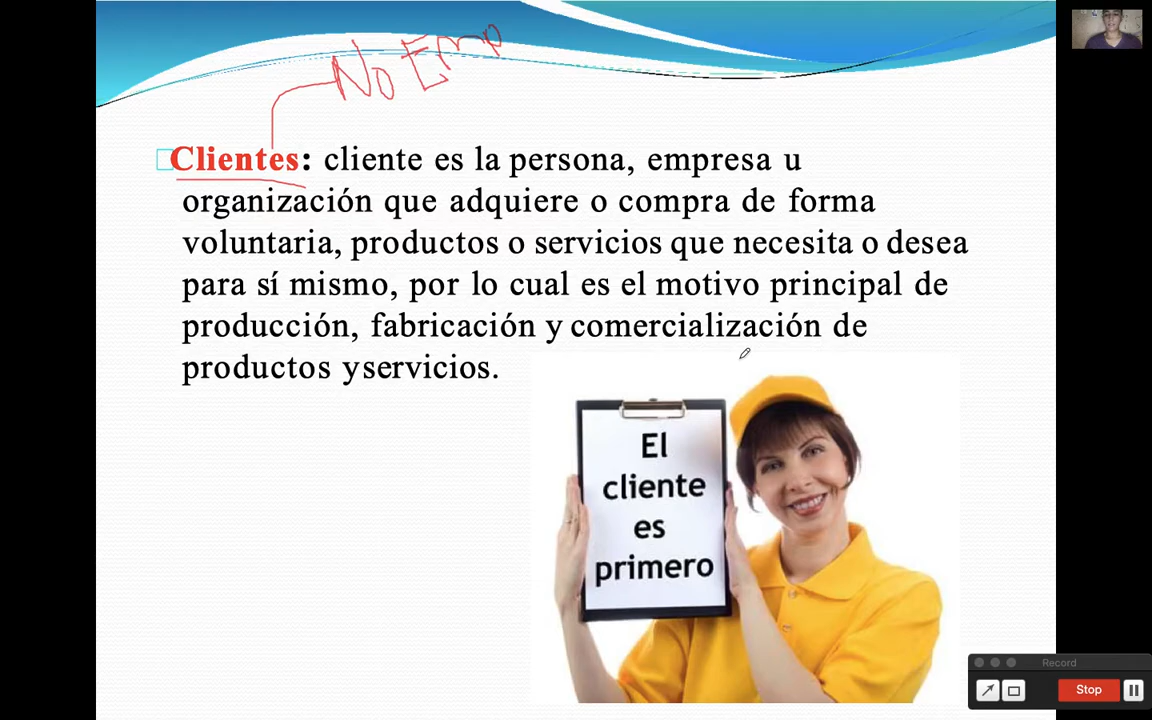 No Emp
Clientes: cliente es la persona, empresa u
organización que adquiere o compra de forma
voluntaria, productos o servicios que necesita o desea
para sí mismo, por lo cual es el motivo principal de
producción, fabricación y comercialización de
productos y servicios.
El
cliente
es
primero
Record
Stop